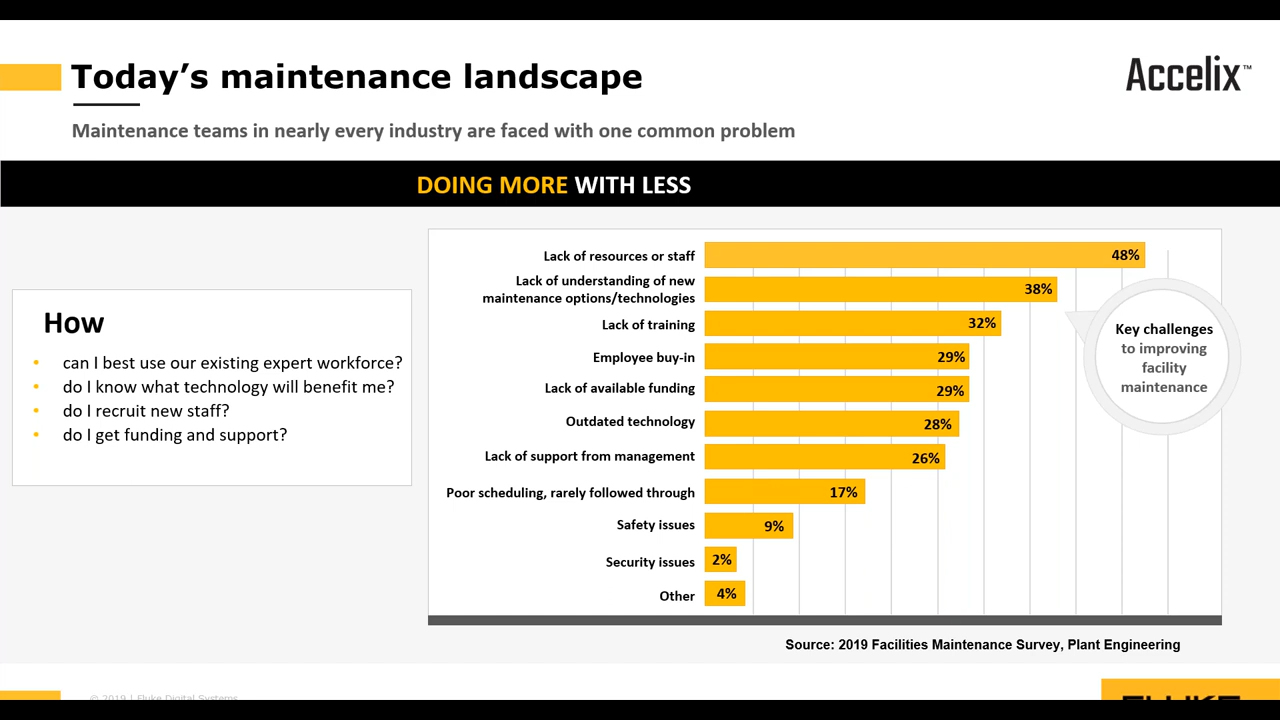 Today's maintenance landscape
Accelix™
Maintenance teams in nearly every industry are faced with one common problem
DOING MORE WITH LESS
How
• can I best use our existing expert workforce?
• do I know what technology will benefit me?
• do I recruit new staff?
• do I get funding and support?
Lack of resources or staff 48%
Lack of understanding of new
maintenance options/technologies 38%
Lack of training 32%
Employee buy-in 29%
Lack of available funding 29%
Outdated technology 28%
Lack of support from management 26%
Poor scheduling, rarely followed through 17%
Safety issues 9%
Security issues 2%
Other 4%
Key challenges
to improving
facility
maintenance
Source: 2019 Facilities Maintenance Survey, Plant Engineering
© 2019 | Fluke Digital Systems
FLUKE